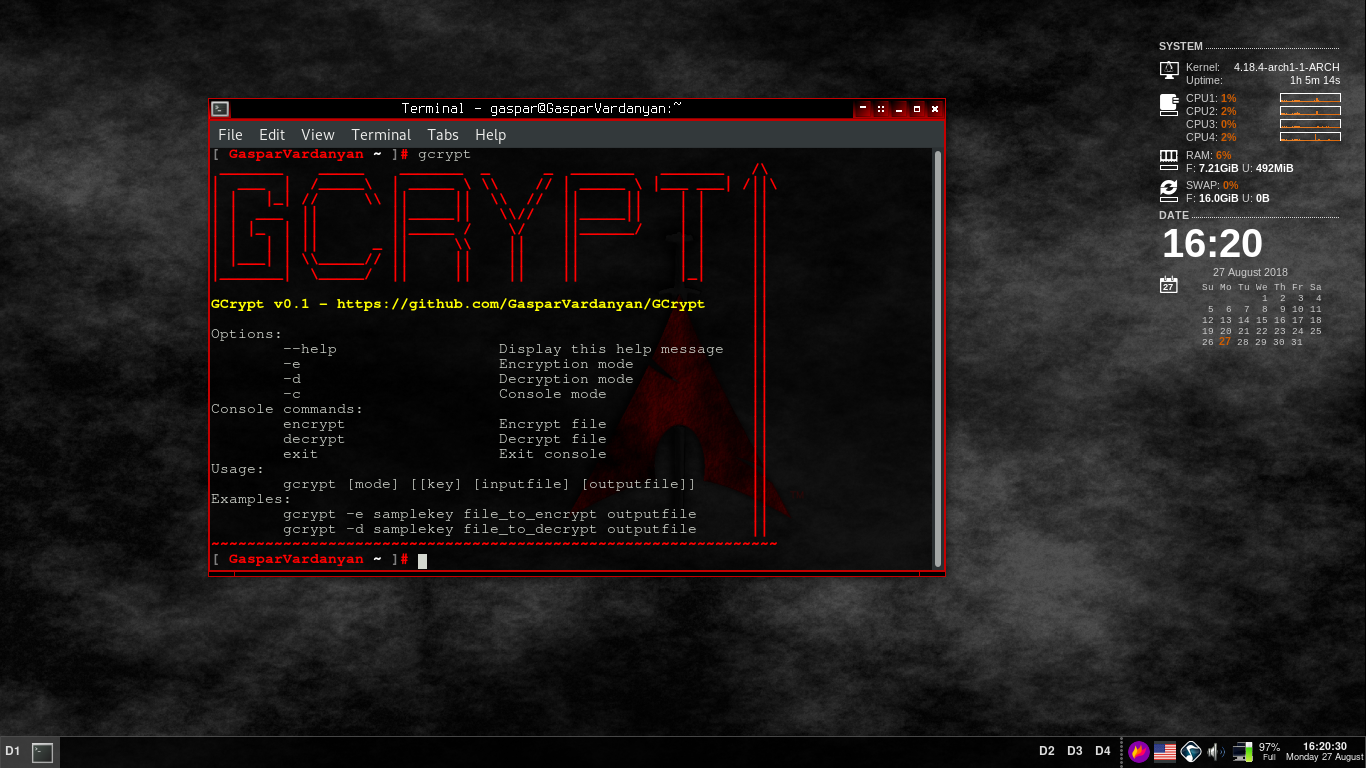 Terminal - gaspar@GasparVardanyan:~
File Edit View Terminal Tabs Help
[ GasparVardanyan ~ ]# gcrypt
GCRYPT
GCrypt v0.1 - https://github.com/GasparVardanyan/GCrypt
Options:
--help Display this help message
-e Encryption mode
-d Decryption mode
-c Console mode
Console commands:
encrypt Encrypt file
decrypt Decrypt file
exit Exit console
Usage:
gcrypt [mode] [[key] [inputfile] [outputfile]]
Examples:
gcrypt -e samplekey file_to_encrypt outputfile
gcrypt -d samplekey file_to_decrypt outputfile
~~~~~~~~~~~~~~~~~~~~~~~~~~~~~~~~~~~~~~~~~~~~~~~~~~~~~~~~~~~~~~~
[ GasparVardanyan ~ ]#
SYSTEM
Kernel: 4.18.4-arch1-1-ARCH
Uptime: 1h 5m 14s
CPU1: 1%
CPU2: 2%
CPU3: 0%
CPU4: 2%
RAM: 6%
F: 7.21GiB U: 492MiB
SWAP: 0%
F: 16.0GiB U: 0B
DATE
16:20
27 August 2018
27
Su Mo Tu We Th Fr Sa
1 2 3 4
5 6 7 8 9 10 11
12 13 14 15 16 17 18
19 20 21 22 23 24 25
26 27 28 29 30 31
D1
D2 D3 D4
97%
Full
16:20:30
Monday 27 August